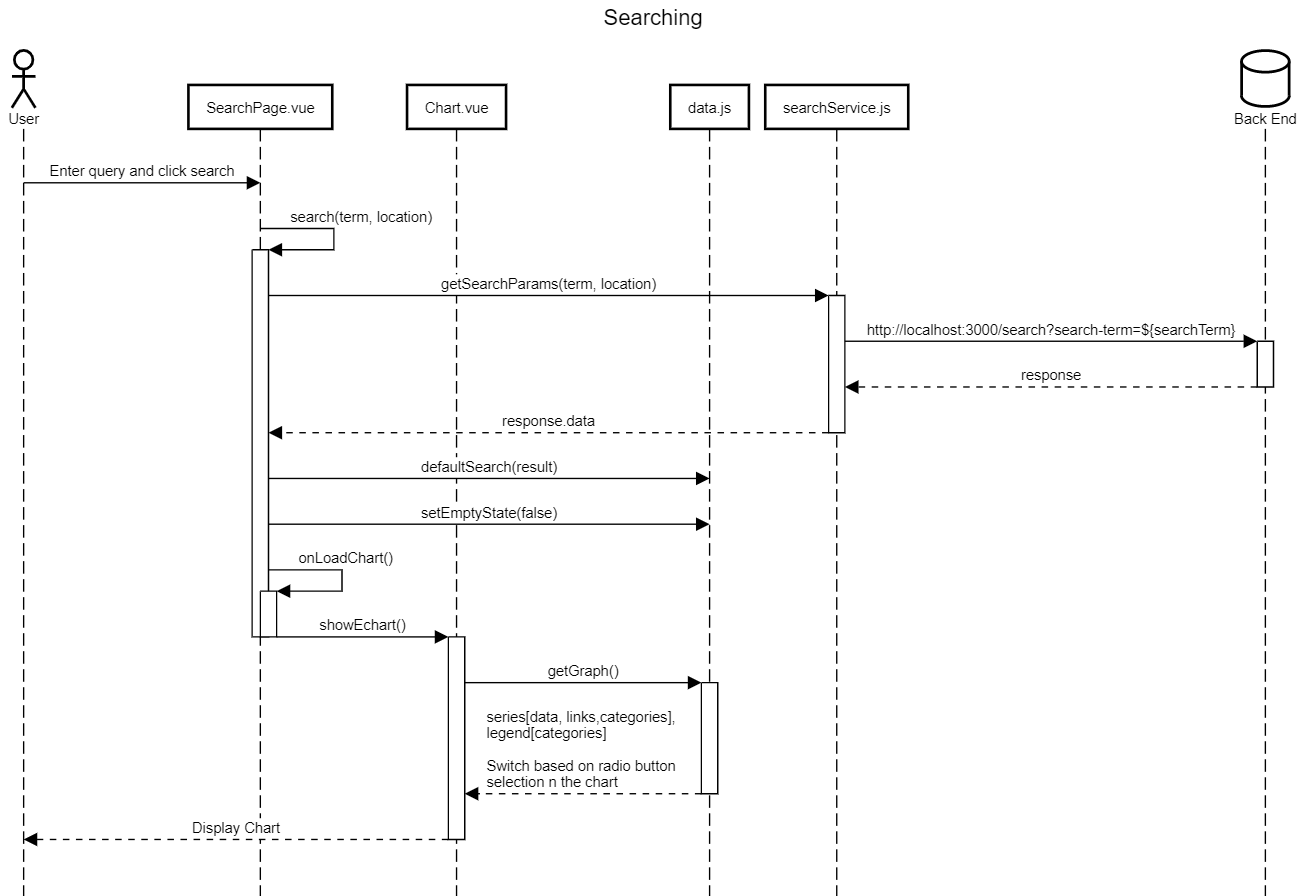 Searching
User
SearchPage.vue
Chart.vue
data.js
searchService.js
Back End
Enter query and click search
search(term, location)
getSearchParams(term, location)
http://localhost:3000/search?search-term=${searchTerm}
response
response.data
defaultSearch(result)
setEmptyState(false)
onLoadChart()
showEchart()
getGraph()
series[data, links,categories],
legend[categories]
Switch based on radio button
selection n the chart
Display Chart